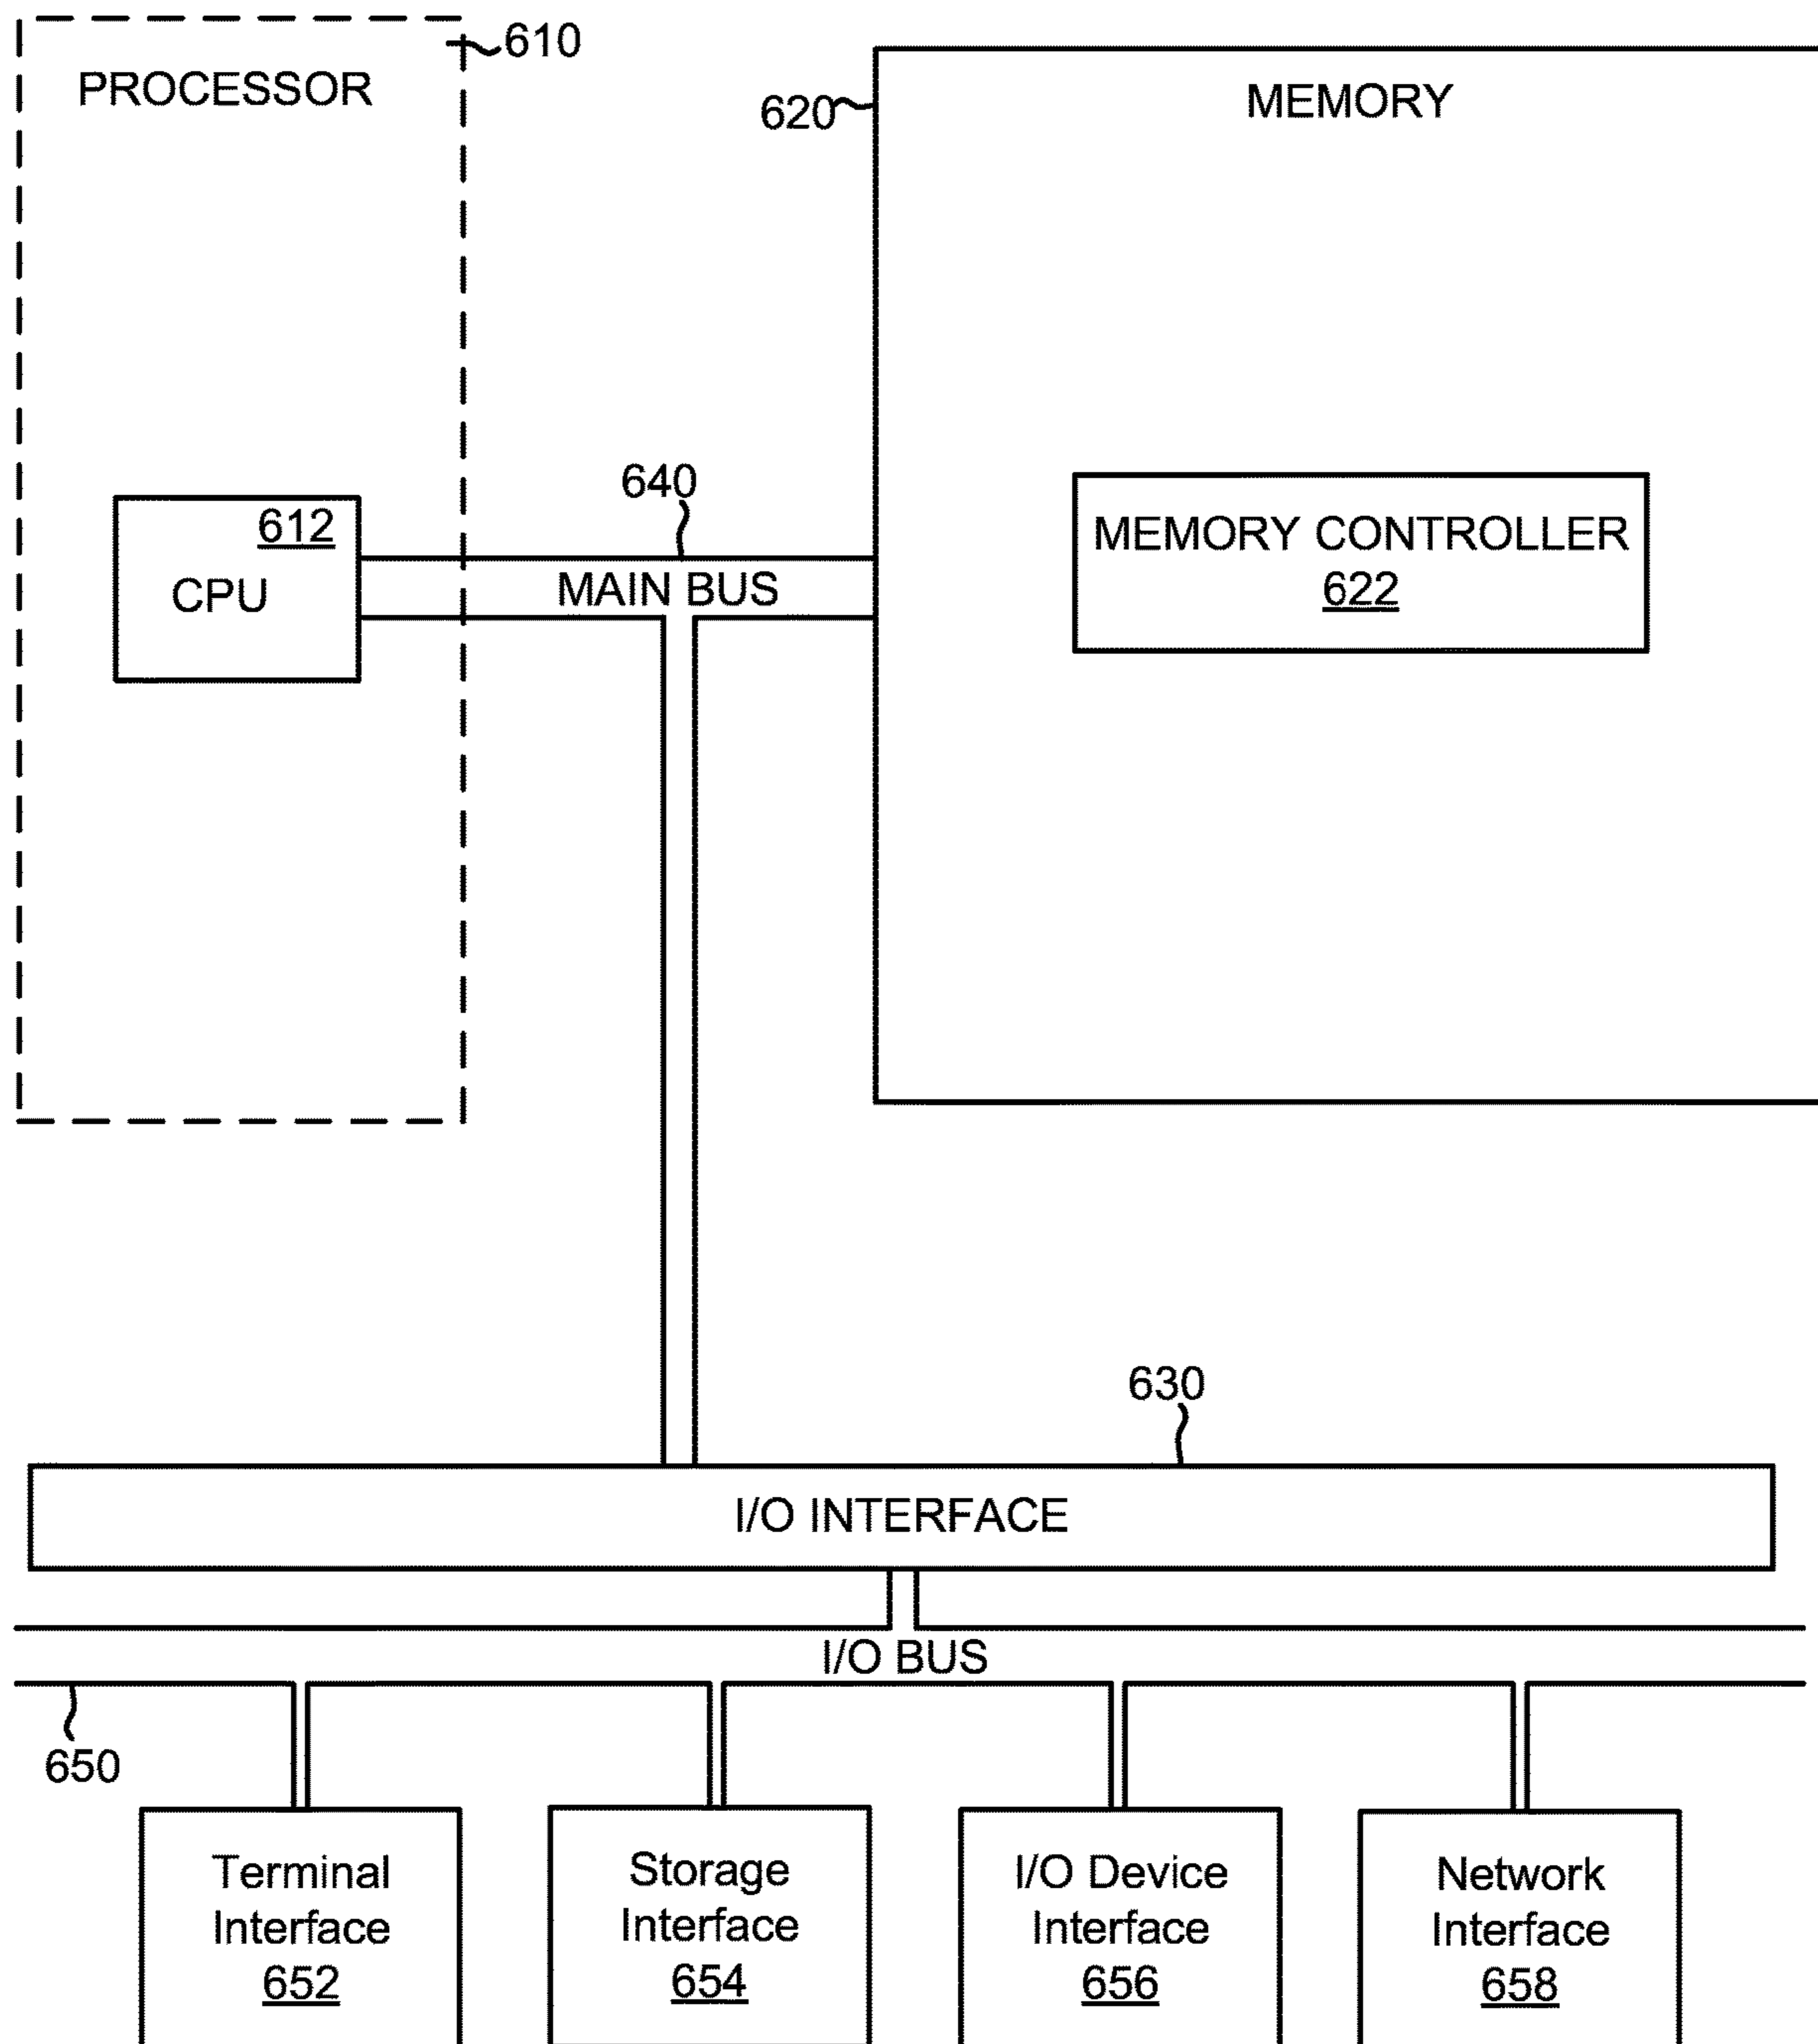 610
PROCESSOR
620
MEMORY
640
612
CPU
MAIN BUS
MEMORY CONTROLLER
622
630
I/O INTERFACE
I/O BUS
650
Terminal
Interface
652
Storage
Interface
654
I/O Device
Interface
656
Network
Interface
658